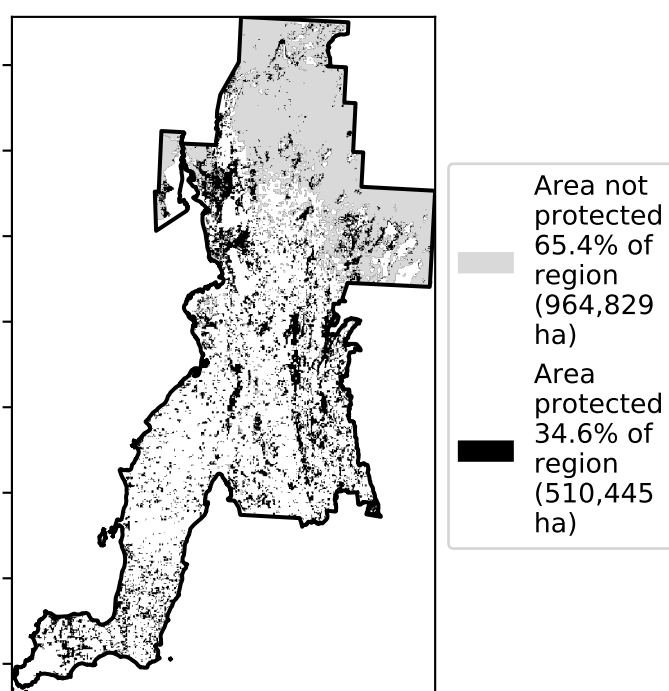 Area not
protected
65.4% of
region
(964,829
ha)
Area
protected
34.6% of
region
(510,445
ha)